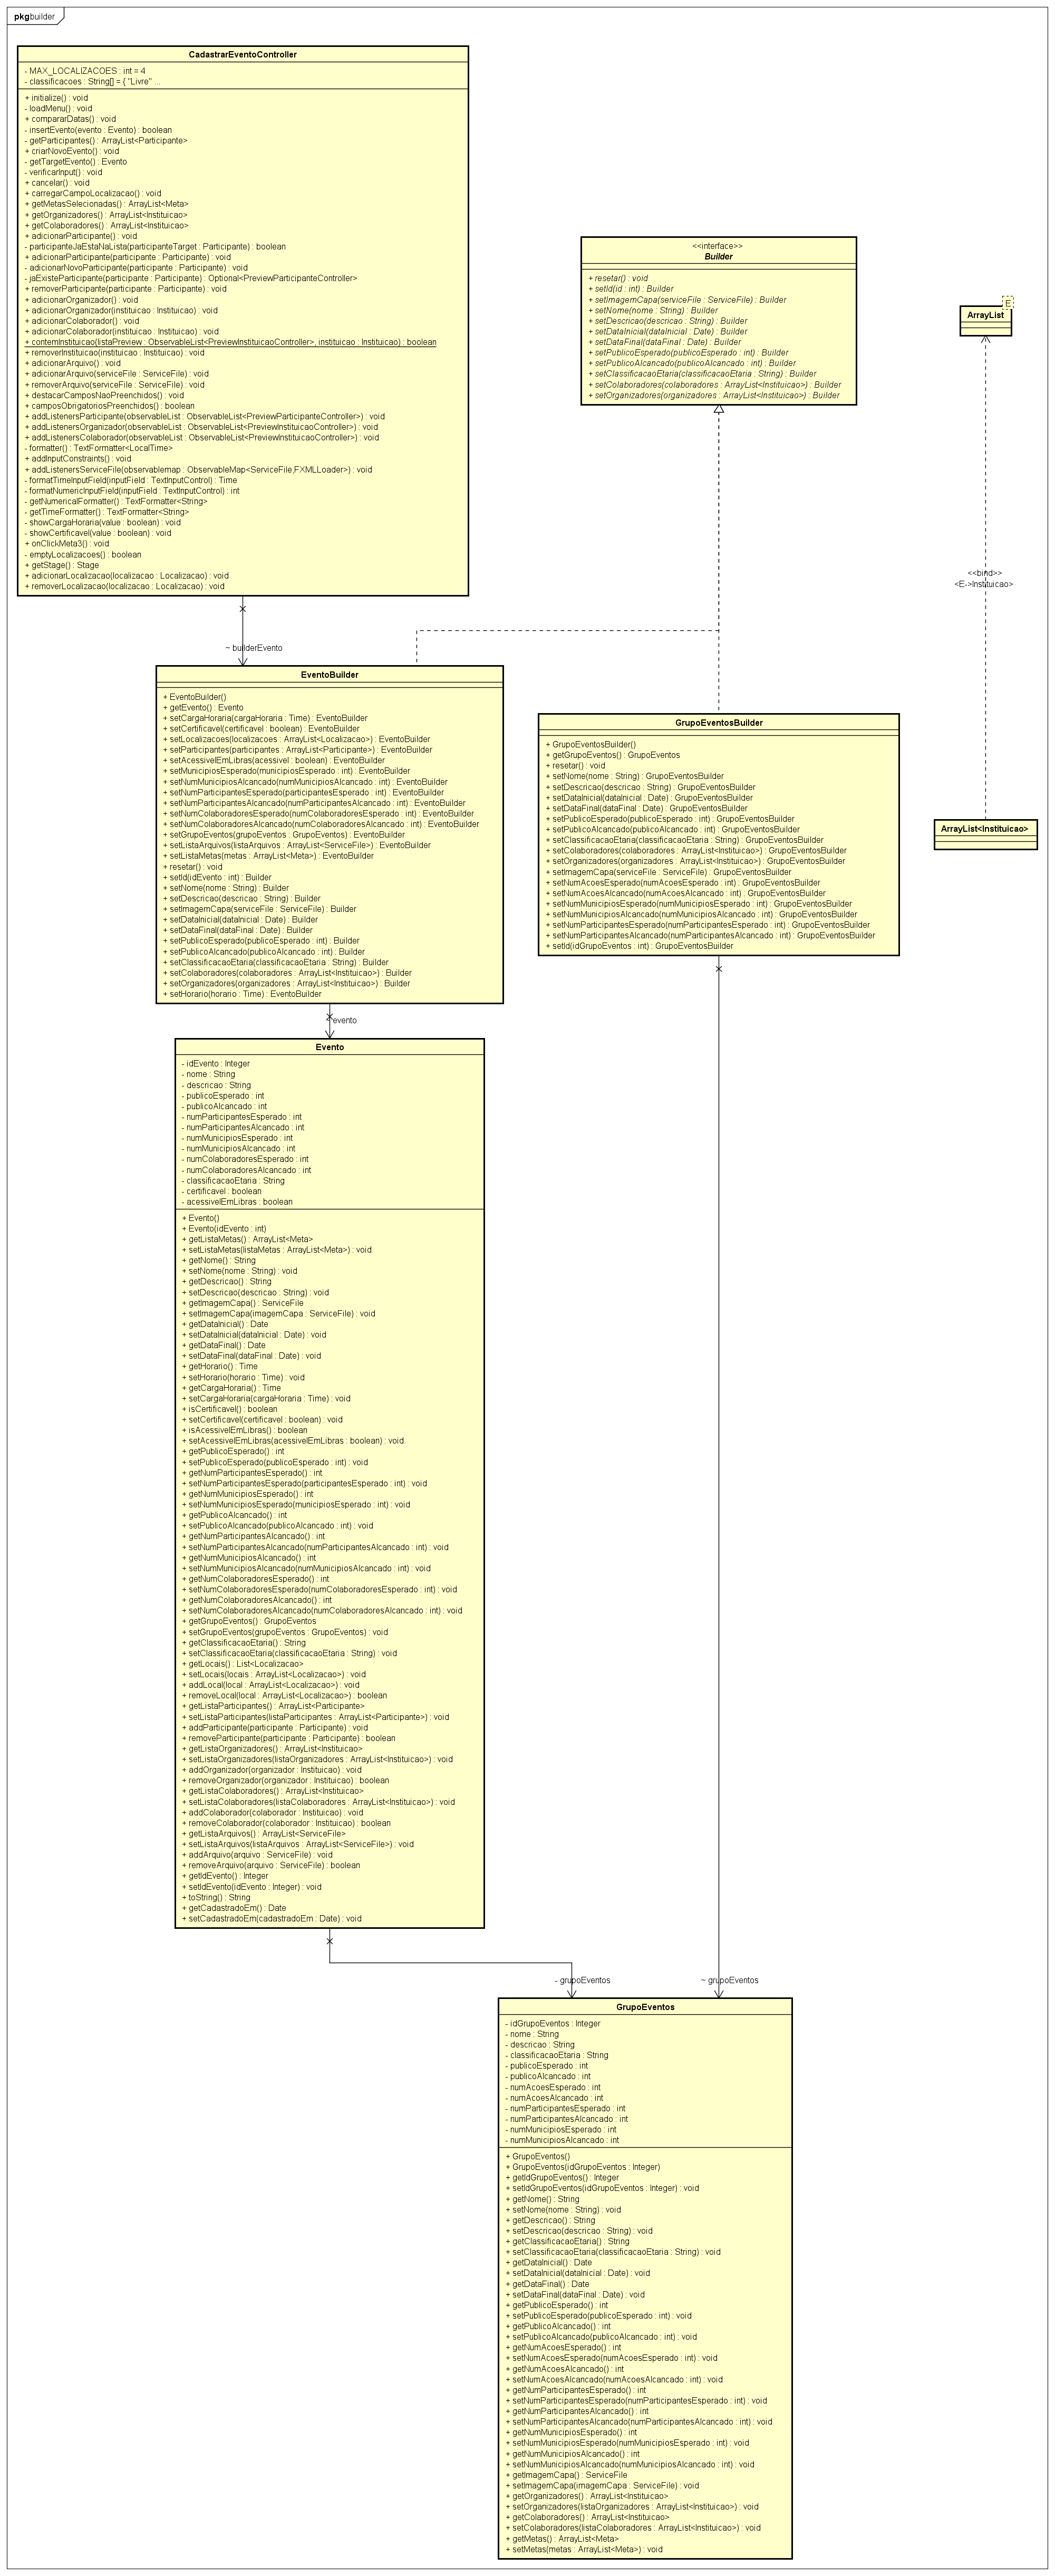 pkg builder
CadastrarEventoController
- MAX_LOCALIZACOES : int = 4
- classificacoes : String[] = { "Livre" ...
+ initialize() : void
- loadMenu() : void
+ compararDatas() : void
- insertEvento(evento : Evento) : boolean
- getParticipantes() : ArrayList<Participante>
+ criarNovoEvento() : void
- getTargetEvento() : Evento
- verificarInput() : void
+ cancelar() : void
+ carregarCampoLocalizacao() : void
+ getMetasSelecionadas() : ArrayList<Meta>
+ getOrganizadores() : ArrayList<Instituicao>
+ getColaboradores() : ArrayList<Instituicao>
+ adicionarParticipante() : void
- participanteJaEstaNaLista(participanteTarget : Participante) : boolean
+ adicionarParticipante(participante : Participante) : void
- adicionarNovoParticipante(participante : Participante) : void
- jaExisteParticipante(participante : Participante) : Optional<PreviewParticipanteController>
+ removerParticipante(participante : Participante) : void
+ adicionarOrganizador() : void
+ adicionarOrganizador(instituicao : Instituicao) : void
+ adicionarColaborador() : void
+ adicionarColaborador(instituicao : Instituicao) : void
+ contemInstituicao(listaPreview : ObservableList<PreviewInstituicaoController>, instituicao : Instituicao) : boolean
+ removerInstituicao(instituicao : Instituicao) : void
+ adicionarArquivo() : void
+ adicionarArquivo(serviceFile : ServiceFile) : void
+ removerArquivo(serviceFile : ServiceFile) : void
+ destacarCamposNaoPreenchidos() : void
+ camposObrigatoriosPreenchidos() : boolean
+ addListenersParticipante(observableList : ObservableList<PreviewParticipanteController>) : void
+ addListenersOrganizador(observableList : ObservableList<PreviewInstituicaoController>) : void
+ addListenersColaborador(observableList : ObservableList<PreviewInstituicaoController>) : void
- formatter() : TextFormatter<LocalTime>
+ addInputConstraints() : void
+ addListenersServiceFile(observablemap : ObservableMap<ServiceFile,FXMLLoader>) : void
- formatTimeInputField(inputField : TextInputControl) : Time
- formatNumericInputField(inputField : TextInputControl) : int
- getNumericalFormatter() : TextFormatter<String>
- getTimeFormatter() : TextFormatter<String>
- showCargaHoraria(value : boolean) : void
- showCertificavel(value : boolean) : void
+ onClickMeta3() : void
- emptyLocalizacoes() : boolean
+ getStage() : Stage
+ adicionarLocalizacao(localizacao : Localizacao) : void
+ removerLocalizacao(localizacao : Localizacao) : void
<<interface>>
Builder
+ resetar() : void
+ setId(id : int) : Builder
+ setImagemCapa(serviceFile : ServiceFile) : Builder
+ setNome(nome : String) : Builder
+ setDescricao(descricao : String) : Builder
+ setDataInicial(dataInicial : Date) : Builder
+ setDataFinal(dataFinal : Date) : Builder
+ setPublicoEsperado(publicoEsperado : int) : Builder
+ setPublicoAlcancado(publicoAlcancado : int) : Builder
+ setClassificacaoEtaria(classificacaoEtaria : String) : Builder
+ setColaboradores(colaboradores : ArrayList<Instituicao>) : Builder
+ setOrganizadores(organizadores : ArrayList<Instituicao>) : Builder
E
ArrayList
<<bind>>
<E->Instituicao>
~ builderEvento
EventoBuilder
+ EventoBuilder()
+ getEvento() : Evento
+ setCargaHoraria(cargaHoraria : Time) : EventoBuilder
+ setCertificavel(certificavel : boolean) : EventoBuilder
+ setLocalizacoes(localizacoes : ArrayList<Localizacao>) : EventoBuilder
+ setParticipantes(participantes : ArrayList<Participante>) : EventoBuilder
+ setAcessivelEmLibras(acessivel : boolean) : EventoBuilder
+ setMunicipiosEsperado(municipiosEsperado : int) : EventoBuilder
+ setNumMunicipiosAlcancado(numMunicipiosAlcancado : int) : EventoBuilder
+ setNumParticipantesEsperado(participantesEsperado : int) : EventoBuilder
+ setNumParticipantesAlcancado(numParticipantesAlcancado : int) : EventoBuilder
+ setNumColaboradoresEsperado(numColaboradoresEsperado : int) : EventoBuilder
+ setNumColaboradoresAlcancado(numColaboradoresAlcancado : int) : EventoBuilder
+ setGrupoEventos(grupoEventos : GrupoEventos) : EventoBuilder
+ setListaArquivos(listaArquivos : ArrayList<ServiceFile>) : EventoBuilder
+ setListaMetas(metas : ArrayList<Meta>) : EventoBuilder
+ resetar() : void
+ setId(idEvento : int) : Builder
+ setNome(nome : String) : Builder
+ setDescricao(descricao : String) : Builder
+ setImagemCapa(serviceFile : ServiceFile) : Builder
+ setDataInicial(dataInicial : Date) : Builder
+ setDataFinal(dataFinal : Date) : Builder
+ setPublicoEsperado(publicoEsperado : int) : Builder
+ setPublicoAlcancado(publicoAlcancado : int) : Builder
+ setClassificacaoEtaria(classificacaoEtaria : String) : Builder
+ setColaboradores(colaboradores : ArrayList<Instituicao>) : Builder
+ setOrganizadores(organizadores : ArrayList<Instituicao>) : Builder
+ setHorario(horario : Time) : EventoBuilder
GrupoEventosBuilder
+ GrupoEventosBuilder()
+ getGrupoEventos() : GrupoEventos
+ resetar() : void
+ setNome(nome : String) : GrupoEventosBuilder
+ setDescricao(descricao : String) : GrupoEventosBuilder
+ setDataInicial(dataInicial : Date) : GrupoEventosBuilder
+ setDataFinal(dataFinal : Date) : GrupoEventosBuilder
+ setPublicoEsperado(publicoEsperado : int) : GrupoEventosBuilder
+ setPublicoAlcancado(publicoAlcancado : int) : GrupoEventosBuilder
+ setClassificacaoEtaria(classificacaoEtaria : String) : GrupoEventosBuilder
+ setColaboradores(colaboradores : ArrayList<Instituicao>) : GrupoEventosBuilder
+ setOrganizadores(organizadores : ArrayList<Instituicao>) : GrupoEventosBuilder
+ setImagemCapa(serviceFile : ServiceFile) : GrupoEventosBuilder
+ setNumAcoesEsperado(numAcoesEsperado : int) : GrupoEventosBuilder
+ setNumAcoesAlcancado(numAcoesAlcancado : int) : GrupoEventosBuilder
+ setNumMunicipiosEsperado(numMunicipiosEsperado : int) : GrupoEventosBuilder
+ setNumMunicipiosAlcancado(numMunicipiosAlcancado : int) : GrupoEventosBuilder
+ setNumParticipantesEsperado(numParticipantesEsperado : int) : GrupoEventosBuilder
+ setNumParticipantesAlcancado(numParticipantesAlcancado : int) : GrupoEventosBuilder
+ setId(idGrupoEventos : int) : GrupoEventosBuilder
ArrayList<Instituicao>
~ evento
Evento
- idEvento : Integer
- nome : String
- descricao : String
- publicoEsperado : int
- publicoAlcancado : int
- numParticipantesEsperado : int
- numParticipantesAlcancado : int
- numMunicipiosEsperado : int
- numMunicipiosAlcancado : int
- numColaboradoresEsperado : int
- numColaboradoresAlcancado : int
- classificacaoEtaria : String
- certificavel : boolean
- acessivelEmLibras : boolean
+ Evento()
+ Evento(idEvento : int)
+ getListaMetas() : ArrayList<Meta>
+ setListaMetas(listaMetas : ArrayList<Meta>) : void
+ getNome() : String
+ setNome(nome : String) : void
+ getDescricao() : String
+ setDescricao(descricao : String) : void
+ getImagemCapa() : ServiceFile
+ setImagemCapa(imagemCapa : ServiceFile) : void
+ getDataInicial() : Date
+ setDataInicial(dataInicial : Date) : void
+ getDataFinal() : Date
+ setDataFinal(dataFinal : Date) : void
+ getHorario() : Time
+ setHorario(horario : Time) : void
+ getCargaHoraria() : Time
+ setCargaHoraria(cargaHoraria : Time) : void
+ isCertificavel() : boolean
+ setCertificavel(certificavel : boolean) : void
+ isAcessivelEmLibras() : boolean
+ setAcessivelEmLibras(acessivelEmLibras : boolean) : void
+ getPublicoEsperado() : int
+ setPublicoEsperado(publicoEsperado : int) : void
+ getNumParticipantesEsperado() : int
+ setNumParticipantesEsperado(participantesEsperado : int) : void
+ getNumMunicipiosEsperado() : int
+ setNumMunicipiosEsperado(municipiosEsperado : int) : void
+ getPublicoAlcancado() : int
+ setPublicoAlcancado(publicoAlcancado : int) : void
+ getNumParticipantesAlcancado() : int
+ setNumParticipantesAlcancado(numParticipantesAlcancado : int) : void
+ getNumMunicipiosAlcancado() : int
+ setNumMunicipiosAlcancado(numMunicipiosAlcancado : int) : void
+ getNumColaboradoresEsperado() : int
+ setNumColaboradoresEsperado(numColaboradoresEsperado : int) : void
+ getNumColaboradoresAlcancado() : int
+ setNumColaboradoresAlcancado(numColaboradoresAlcancado : int) : void
+ getGrupoEventos() : GrupoEventos
+ setGrupoEventos(grupoEventos : GrupoEventos) : void
+ getClassificacaoEtaria() : String
+ setClassificacaoEtaria(classificacaoEtaria : String) : void
+ getLocais() : List<Localizacao>
+ setLocais(locais : ArrayList<Localizacao>) : void
+ addLocal(local : ArrayList<Localizacao>) : void
+ removeLocal(local : ArrayList<Localizacao>) : boolean
+ getListaParticipantes() : ArrayList<Participante>
+ setListaParticipantes(listaParticipantes : ArrayList<Participante>) : void
+ addParticipante(participante : Participante) : void
+ removeParticipante(participante : Participante) : boolean
+ getListaOrganizadores() : ArrayList<Instituicao>
+ setListaOrganizadores(listaOrganizadores : ArrayList<Instituicao>) : void
+ addOrganizador(organizador : Instituicao) : void
+ removeOrganizador(organizador : Instituicao) : boolean
+ getListaColaboradores() : ArrayList<Instituicao>
+ setListaColaboradores(listaColaboradores : ArrayList<Instituicao>) : void
+ addColaborador(colaborador : Instituicao) : void
+ removeColaborador(colaborador : Instituicao) : boolean
+ getListaArquivos() : ArrayList<ServiceFile>
+ setListaArquivos(listaArquivos : ArrayList<ServiceFile>) : void
+ addArquivo(arquivo : ServiceFile) : void
+ removeArquivo(arquivo : ServiceFile) : boolean
+ getIdEvento() : Integer
+ setIdEvento(idEvento : Integer) : void
+ toString() : String
+ getCadastradoEm() : Date
+ setCadastradoEm(cadastradoEm : Date) : void
- grupoEventos
~ grupoEventos
GrupoEventos
- idGrupoEventos : Integer
- nome : String
- descricao : String
- classificacaoEtaria : String
- publicoEsperado : int
- publicoAlcancado : int
- numAcoesEsperado : int
- numAcoesAlcancado : int
- numParticipantesEsperado : int
- numParticipantesAlcancado : int
- numMunicipiosEsperado : int
- numMunicipiosAlcancado : int
+ GrupoEventos()
+ GrupoEventos(idGrupoEventos : Integer)
+ getIdGrupoEventos() : Integer
+ setIdGrupoEventos(idGrupoEventos : Integer) : void
+ getNome() : String
+ setNome(nome : String) : void
+ getDescricao() : String
+ setDescricao(descricao : String) : void
+ getClassificacaoEtaria() : String
+ setClassificacaoEtaria(classificacaoEtaria : String) : void
+ getDataInicial() : Date
+ setDataInicial(dataInicial : Date) : void
+ getDataFinal() : Date
+ setDataFinal(dataFinal : Date) : void
+ getPublicoEsperado() : int
+ setPublicoEsperado(publicoEsperado : int) : void
+ getPublicoAlcancado() : int
+ setPublicoAlcancado(publicoAlcancado : int) : void
+ getNumAcoesEsperado() : int
+ setNumAcoesEsperado(numAcoesEsperado : int) : void
+ getNumAcoesAlcancado() : int
+ setNumAcoesAlcancado(numAcoesAlcancado : int) : void
+ getNumParticipantesEsperado() : int
+ setNumParticipantesEsperado(numParticipantesEsperado : int) : void
+ getNumParticipantesAlcancado() : int
+ setNumParticipantesAlcancado(numParticipantesAlcancado : int) : void
+ getNumMunicipiosEsperado() : int
+ setNumMunicipiosEsperado(numMunicipiosEsperado : int) : void
+ getNumMunicipiosAlcancado() : int
+ setNumMunicipiosAlcancado(numMunicipiosAlcancado : int) : void
+ getImagemCapa() : ServiceFile
+ setImagemCapa(imagemCapa : ServiceFile) : void
+ getOrganizadores() : ArrayList<Instituicao>
+ setOrganizadores(listaOrganizadores : ArrayList<Instituicao>) : void
+ getColaboradores() : ArrayList<Instituicao>
+ setColaboradores(listaColaboradores : ArrayList<Instituicao>) : void
+ getMetas() : ArrayList<Meta>
+ setMetas(metas : ArrayList<Meta>) : void